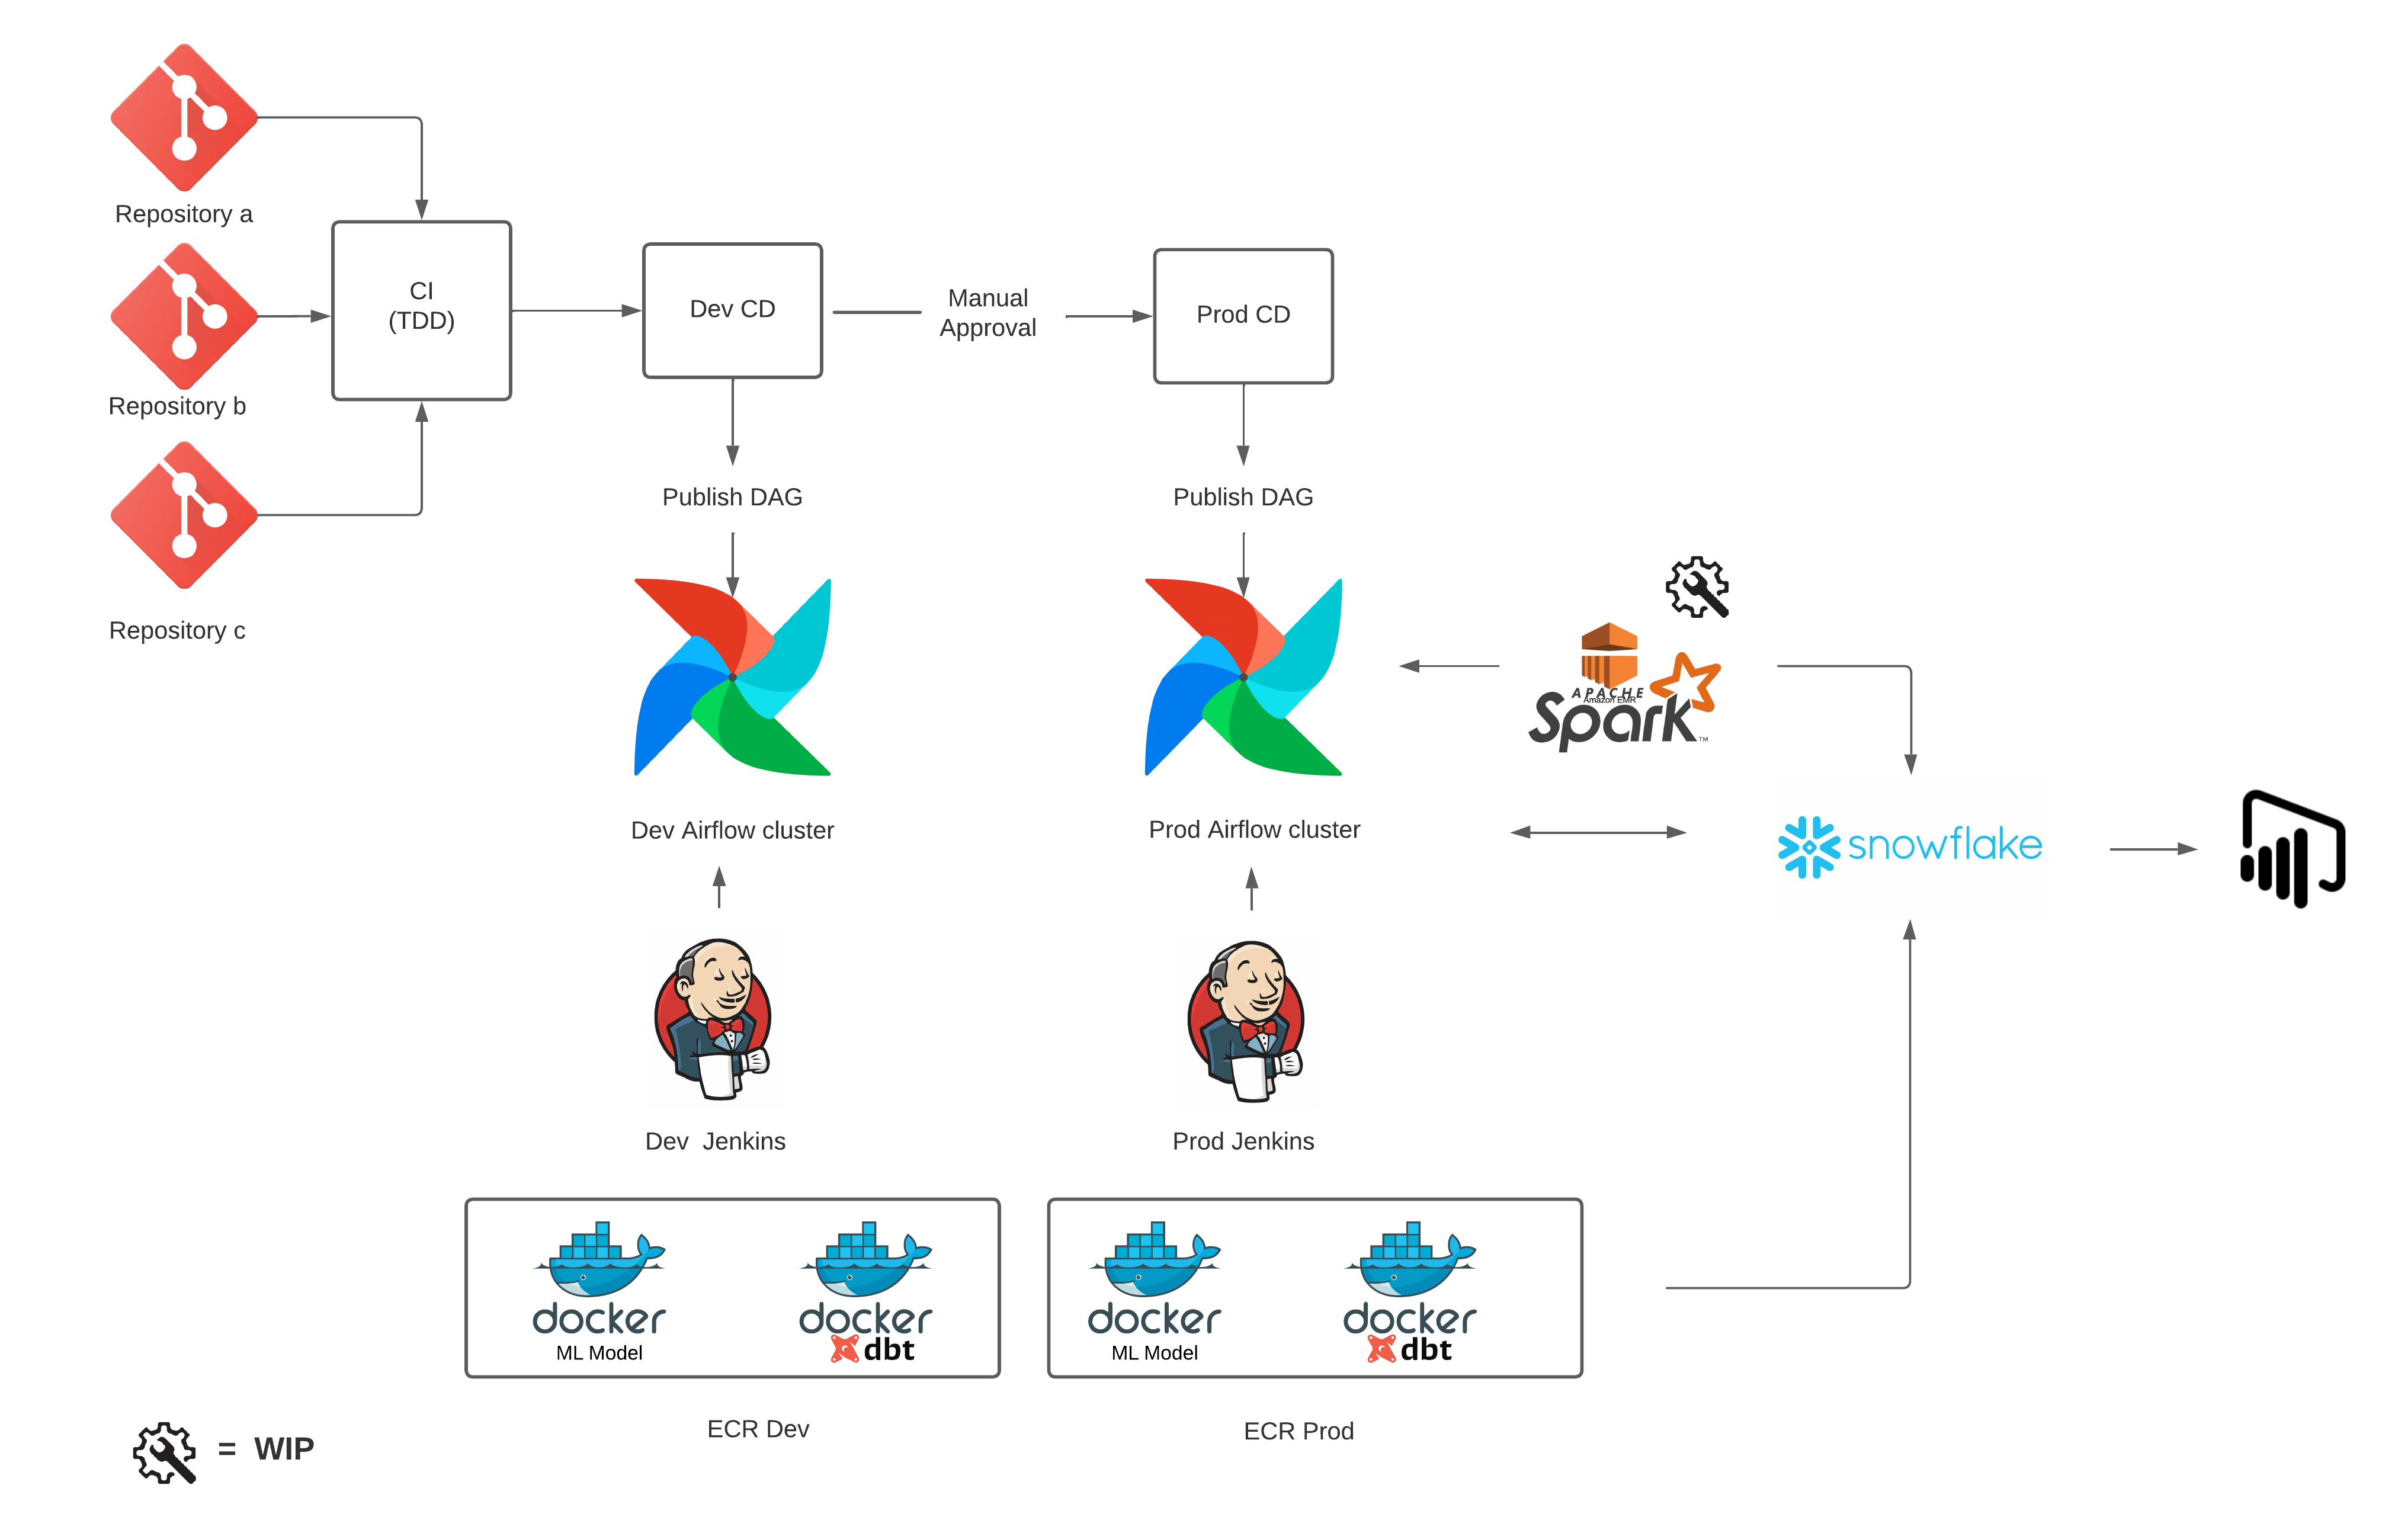 Repository a
Repository b
Repository c
CI
(TDD)
Dev CD
Manual
Approval
Prod CD
Publish DAG
Publish DAG
Dev Airflow cluster
Prod Airflow cluster
APACHE
Amazon EMR
Spark™
snowflake
Dev  Jenkins
Prod Jenkins
docker
ML Model
docker
dbt
docker
ML Model
docker
dbt
ECR Dev
ECR Prod
= WIP